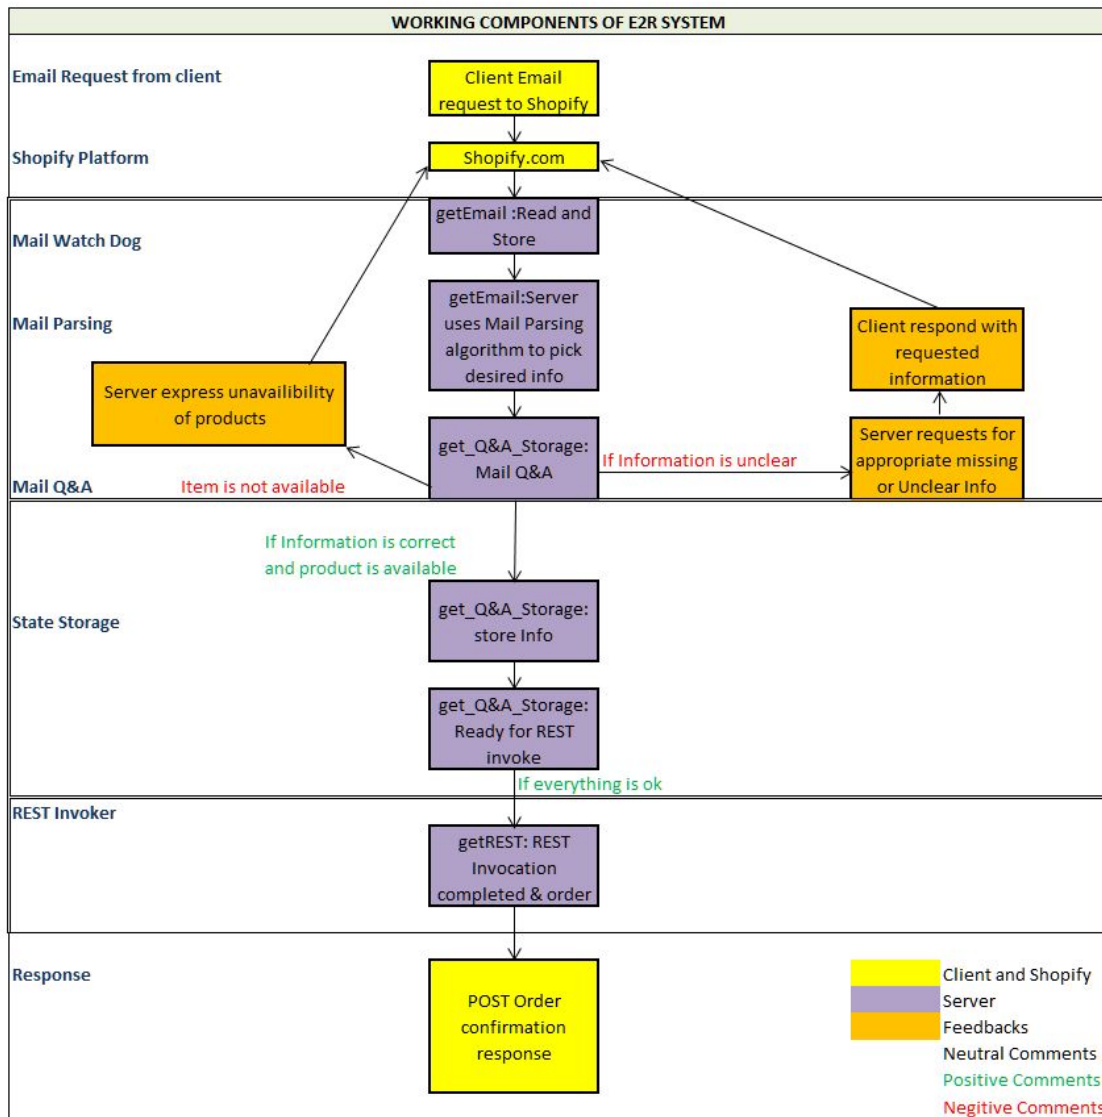 WORKING COMPONENTS OF E2R SYSTEM
Email Request from client
Client Email
request to Shopify
Shopify Platform
Shopify.com
Mail Watch Dog
getEmail :Read and
Store
Mail Parsing
getEmail:Server
uses Mail Parsing
algorithm to pick
desired info
Client respond with
requested
information
Server express unavailibility
of products
Mail Q&A
Item is not available
get_Q&A_Storage:
Mail Q&A
If Information is unclear
Server requests for
appropriate missing
or Unclear Info
If Information is correct
and product is available
State Storage
get_Q&A_Storage:
store Info
get_Q&A_Storage:
Ready for REST
invoke
If everything is ok
REST Invoker
getREST: REST
Invocation
completed & order
Response
POST Order
confirmation
response
Client and Shopify
Server
Feedbacks
Neutral Comments
Positive Comments
Negitive Comments